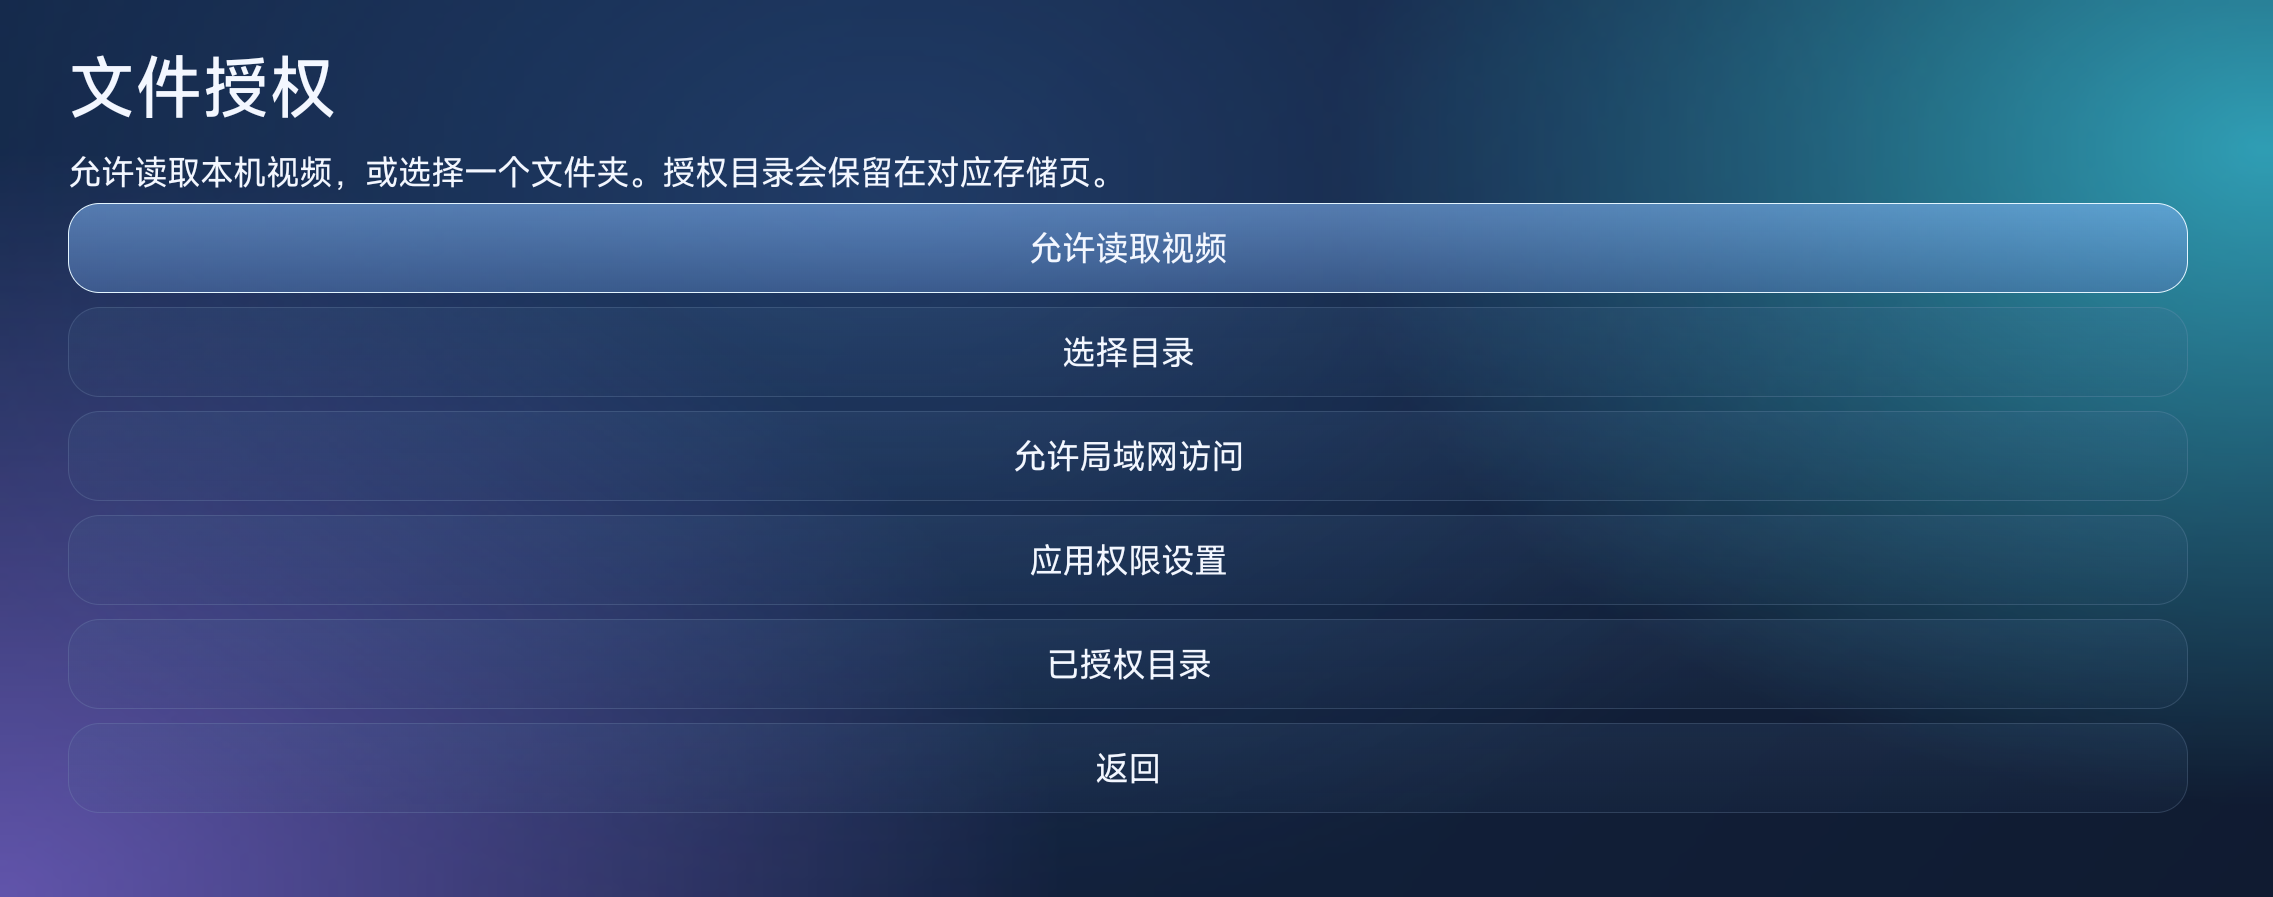 文件授权
允许读取本机视频，或选择一个文件夹。授权目录会保留在对应存储页。
允许读取视频
选择目录
允许局域网访问
应用权限设置
已授权目录
返回